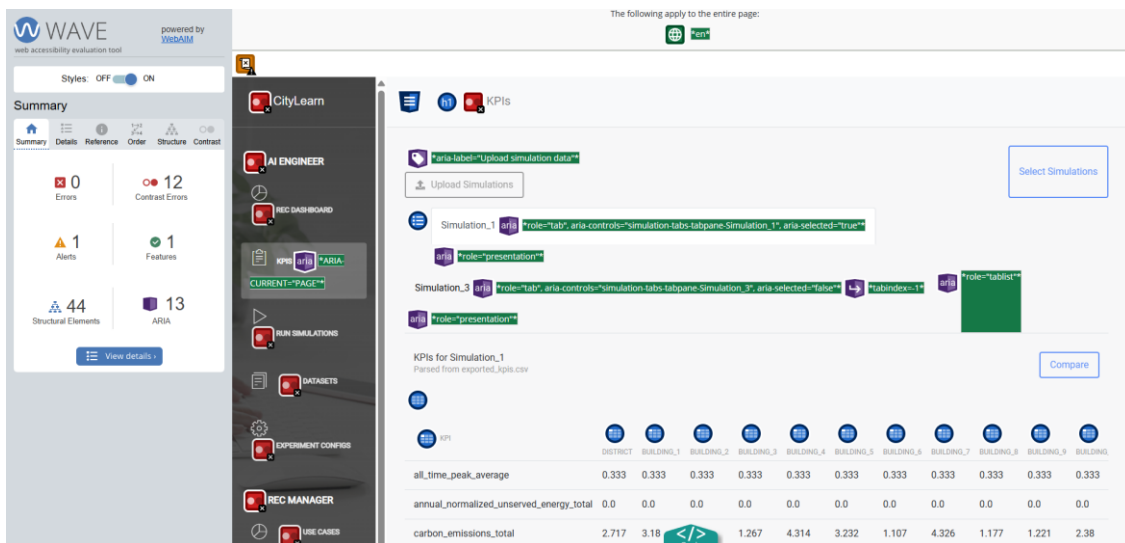 WAVE
powered by
WebAIM
web accessibility evaluation tool
Styles: OFF ON
Summary
Summary Details Reference Order Structure Contrast
0
Errors
12
Contrast Errors
1
Alerts
1
Features
44
Structural Elements
13
ARIA
View details ›
The following apply to the entire page:
*en*
CityLearn
AI ENGINEER
REC DASHBOARD
KPIS aria *ARIA-
CURRENT="PAGE"*
RUN SIMULATIONS
DATASETS
EXPERIMENT CONFIGS
REC MANAGER
USE CASES
h1 KPIs
*aria-label="Upload simulation data"*
Upload Simulations
Select Simulations
Simulation_1 aria *role="tab", aria-controls="simulation-tabs-tabpane-Simulation_1", aria-selected="true"*
aria *role="presentation"*
Simulation_3 aria *role="tab", aria-controls="simulation-tabs-tabpane-Simulation_3", aria-selected="false"* *tabindex=-1* aria *role="tablist"*
aria *role="presentation"*
KPIs for Simulation_1
Parsed from exported_kpis.csv
Compare
KPI DISTRICT BUILDING_1 BUILDING_2 BUILDING_3 BUILDING_4 BUILDING_5 BUILDING_6 BUILDING_7 BUILDING_8 BUILDING_9 BUILDING_
all_time_peak_average 0.333 0.333 0.333 0.333 0.333 0.333 0.333 0.333 0.333 0.333 0.333
annual_normalized_unserved_energy_total 0.0 0.0 0.0 0.0 0.0 0.0 0.0 0.0 0.0 0.0 0.0
carbon_emissions_total 2.717 3.18 </> 1.267 4.314 3.232 1.107 4.326 1.177 1.221 2.38